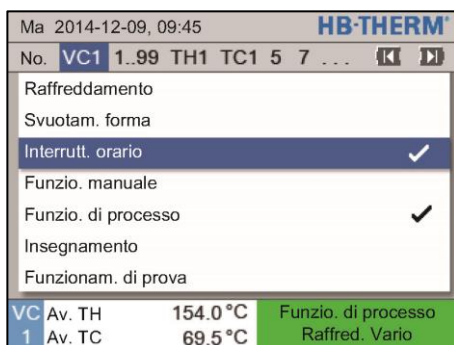 Ma 2014-12-09, 09:45 HB-THERM®
No. VC1 1..99 TH1 TC1 5 7 ...
Raffreddamento
Svuotam. forma
Interrutt. orario
Funzio. manuale
Funzio. di processo
Insegnamento
Funzionam. di prova
VC Av. TH 154.0 °C Funzio. di processo
1 Av. TC 69.5 °C Raffred. Vario